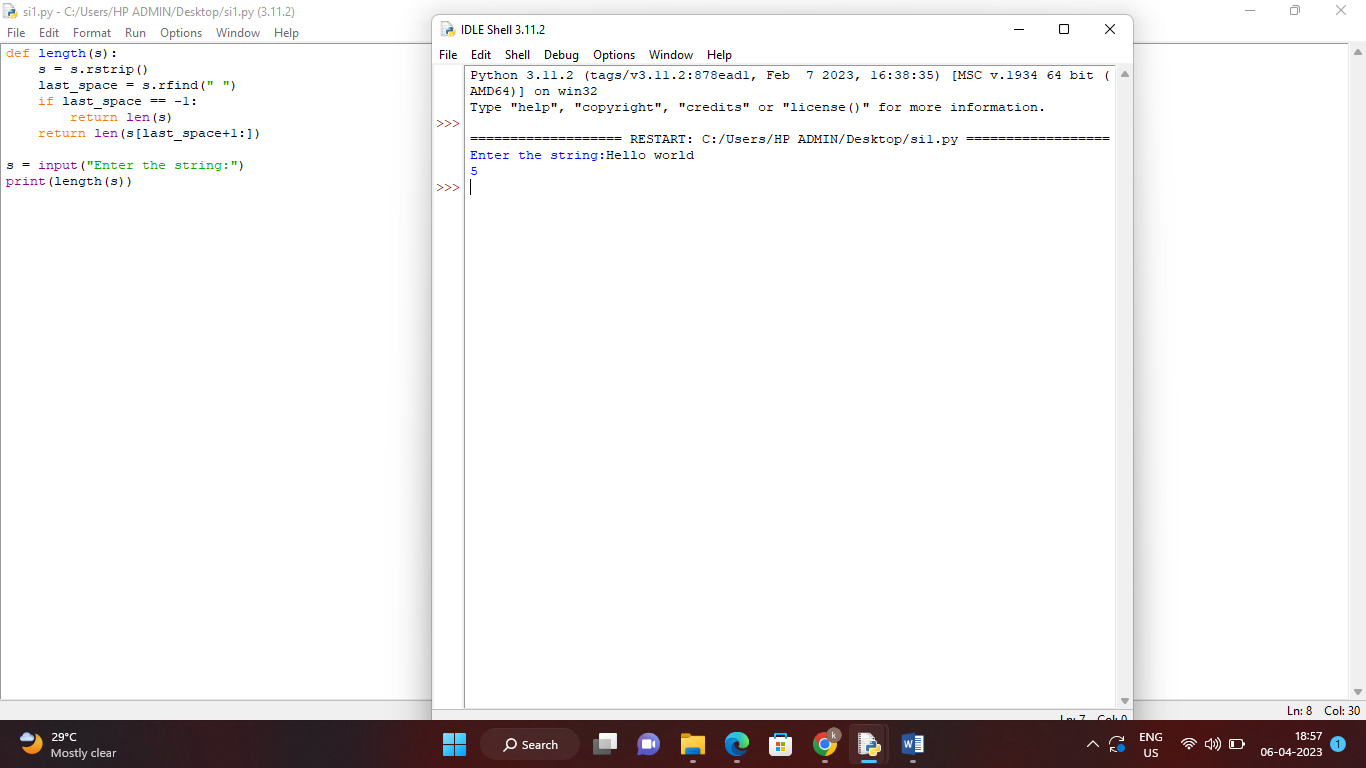 si1.py - C:/Users/HP ADMIN/Desktop/si1.py (3.11.2)
File Edit Format Run Options Window Help
def length(s):
    s = s.rstrip()
    last_space = s.rfind(" ")
    if last_space == -1:
        return len(s)
    return len(s[last_space+1:])
s = input("Enter the string:")
print(length(s))
IDLE Shell 3.11.2
File Edit Shell Debug Options Window Help
Python 3.11.2 (tags/v3.11.2:878ead1, Feb  7 2023, 16:38:35) [MSC v.1934 64 bit (
AMD64)] on win32
Type "help", "copyright", "credits" or "license()" for more information.
>>>
=================== RESTART: C:/Users/HP ADMIN/Desktop/si1.py ==================
Enter the string:Hello world
5
>>>
Ln: 7 Col: 0
Ln: 8 Col: 30
29°C
Mostly clear
Search
k
W
ENG
US
18:57
06-04-2023
1